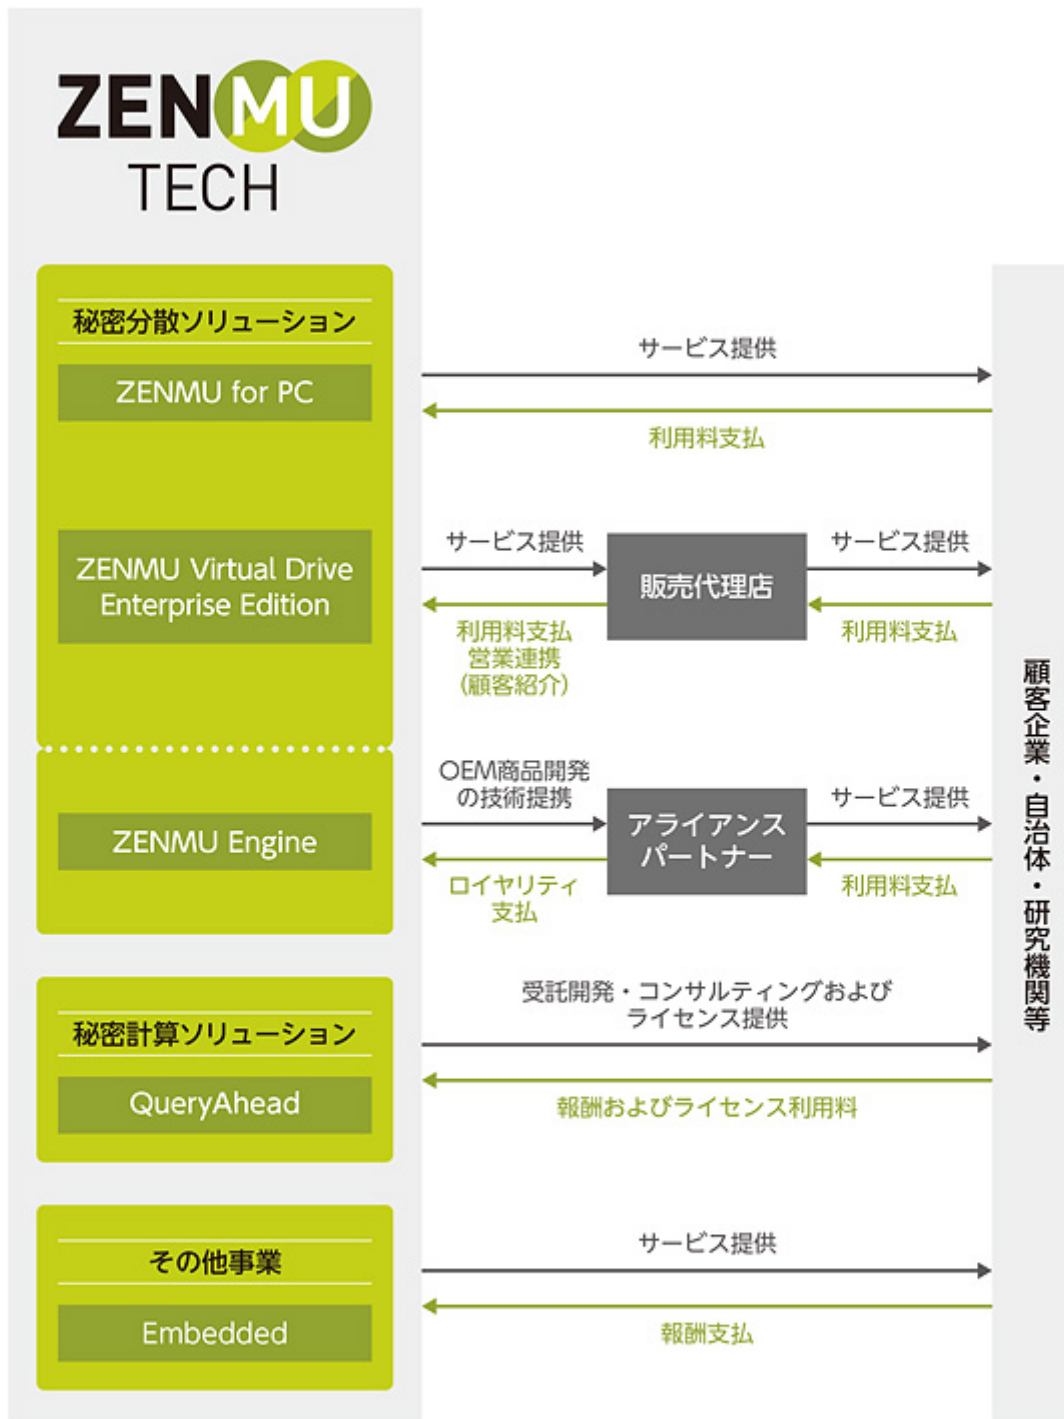 ZENMU
TECH
秘密分散ソリューション
ZENMU for PC
サービス提供
利用料支払
ZENMU Virtual Drive
Enterprise Edition
サービス提供
利用料支払
営業連携
(顧客紹介)
販売代理店
サービス提供
利用料支払
ZENMU Engine
OEM商品開発
の技術提携
ロイヤリティ
支払
アライアンス
パートナー
サービス提供
利用料支払
秘密計算ソリューション
QueryAhead
受託開発・コンサルティングおよび
ライセンス提供
報酬およびライセンス利用料
その他事業
Embedded
サービス提供
報酬支払
顧客企業・自治体・研究機関等